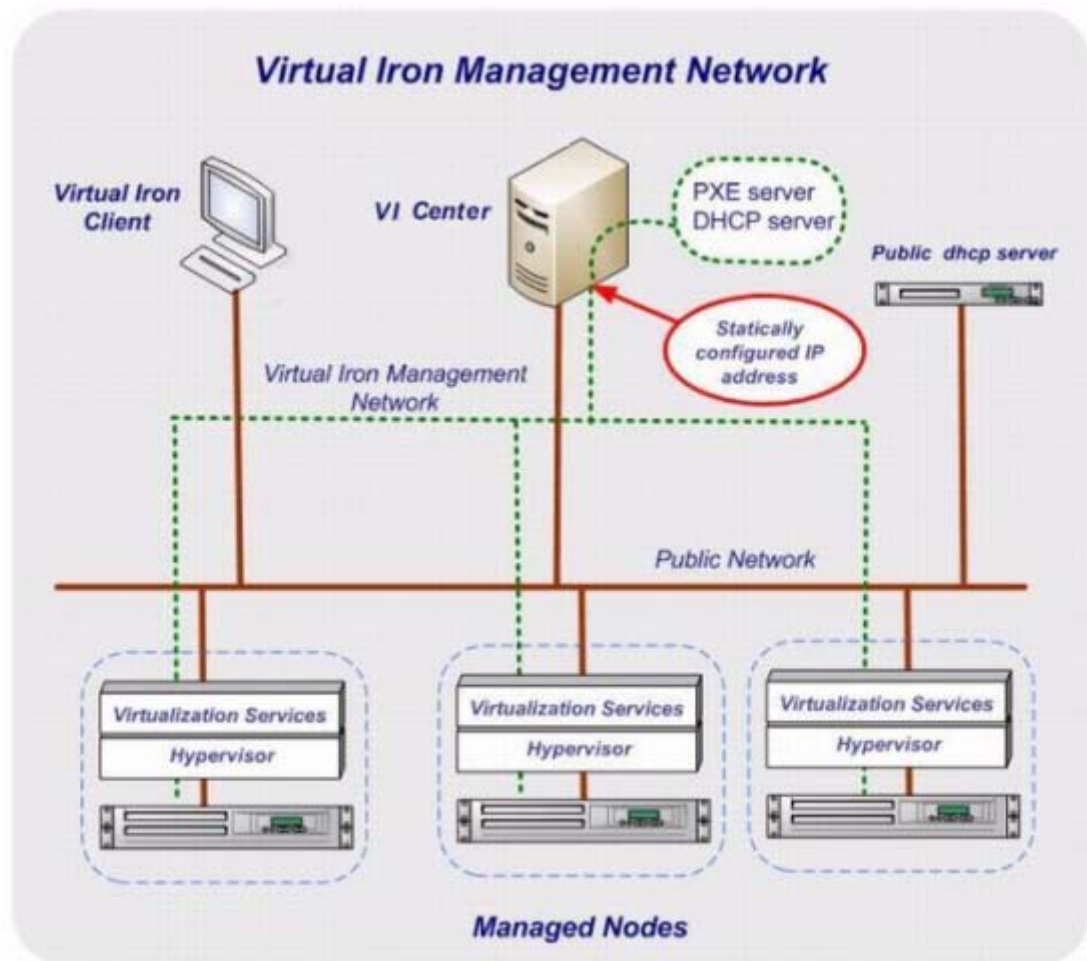 Virtual Iron Management Network
Virtual Iron
Client
VI Center
PXE server
DHCP server
Public dhcp server
Statically
configured IP
address
Virtual Iron Management
Network
Public Network
Virtualization Services
Hypervisor
Virtualization Services
Hypervisor
Virtualization Services
Hypervisor
Managed Nodes